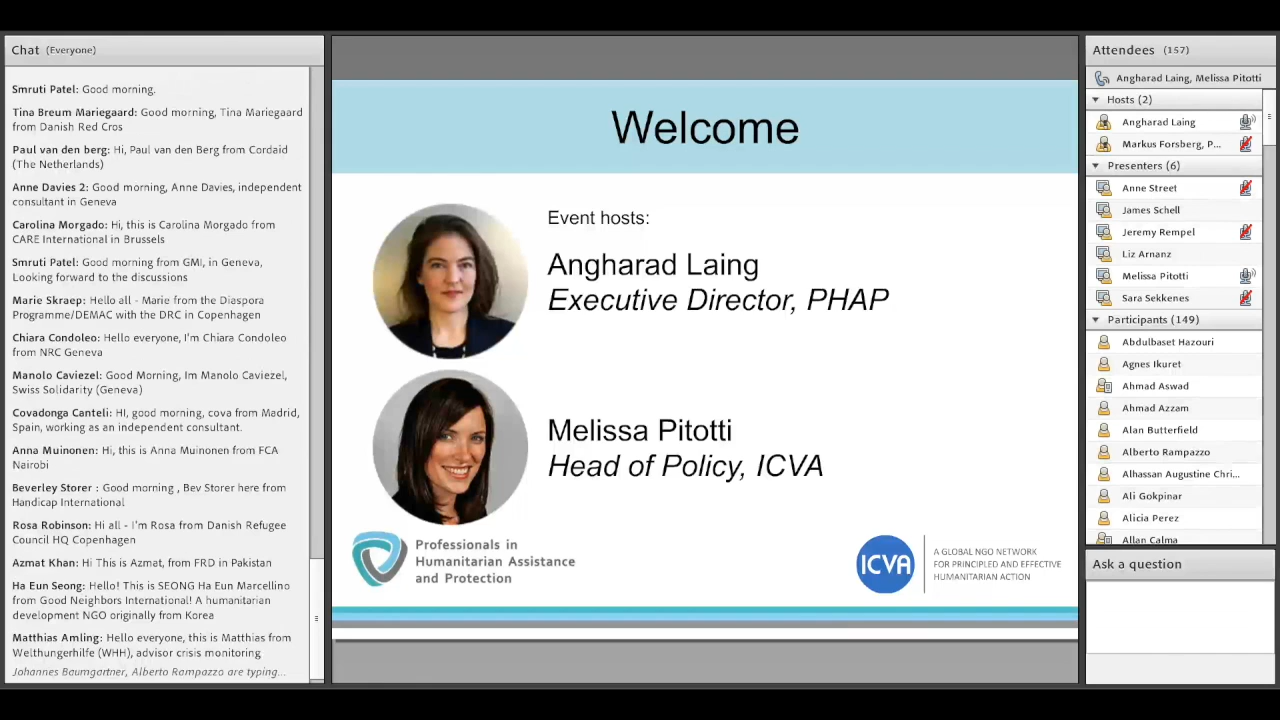 Chat (Everyone)
Smruti Patel: Good morning.
Tina Breum Mariegaard: Good morning, Tina Mariegaard
from Danish Red Cros
Paul van den berg: Hi, Paul van den Berg from Cordaid
(The Netherlands)
Anne Davies 2: Good morning, Anne Davies, independent
consultant in Geneva
Carolina Morgado: Hi, this is Carolina Morgado from
CARE International in Brussels
Smruti Patel: Good morning from GMI, in Geneva,
Looking forward to the discussions
Marie Skraep: Hello all - Marie from the Diaspora
Programme/DEMAC with the DRC in Copenhagen
Chiara Condoleo: Hello everyone, I'm Chiara Condoleo
from NRC Geneva
Manolo Caviezel: Good Morning, Im Manolo Caviezel,
Swiss Solidarity (Geneva)
Covadonga Canteli: HI, good morning, cova from Madrid,
Spain, working as an independent consultant.
Anna Muinonen: Hi, this is Anna Muinonen from FCA
Nairobi
Beverley Storer : Good morning , Bev Storer here from
Handicap International
Rosa Robinson: Hi all - I'm Rosa from Danish Refugee
Council HQ Copenhagen
Azmat Khan: Hi This is Azmat, from FRD in Pakistan
Ha Eun Seong: Hello! This is SEONG Ha Eun Marcellino
from Good Neighbors International! A humanitarian
development NGO originally from Korea
Matthias Amling: Hello everyone, this is Matthias from
Welthungerhilfe (WHH), advisor crisis monitoring
Johannes Baumgartner, Alberto Rampazzo are typing...
Welcome
Event hosts:
Angharad Laing
Executive Director, PHAP
Melissa Pitotti
Head of Policy, ICVA
Professionals in
Humanitarian Assistance
and Protection
ICVA
A GLOBAL NGO NETWORK
FOR PRINCIPLED AND EFFECTIVE
HUMANITARIAN ACTION
Attendees (157)
Angharad Laing, Melissa Pitotti
Hosts (2)
Angharad Laing
Markus Forsberg, P...
Presenters (6)
Anne Street
James Schell
Jeremy Rempel
Liz Arnanz
Melissa Pitotti
Sara Sekkenes
Participants (149)
Abdulbaset Hazouri
Agnes Ikuret
Ahmad Aswad
Ahmad Azzam
Alan Butterfield
Alberto Rampazzo
Alhassan Augustine Chri...
Ali Gokpinar
Alicia Perez
Allan Calma
Ask a question